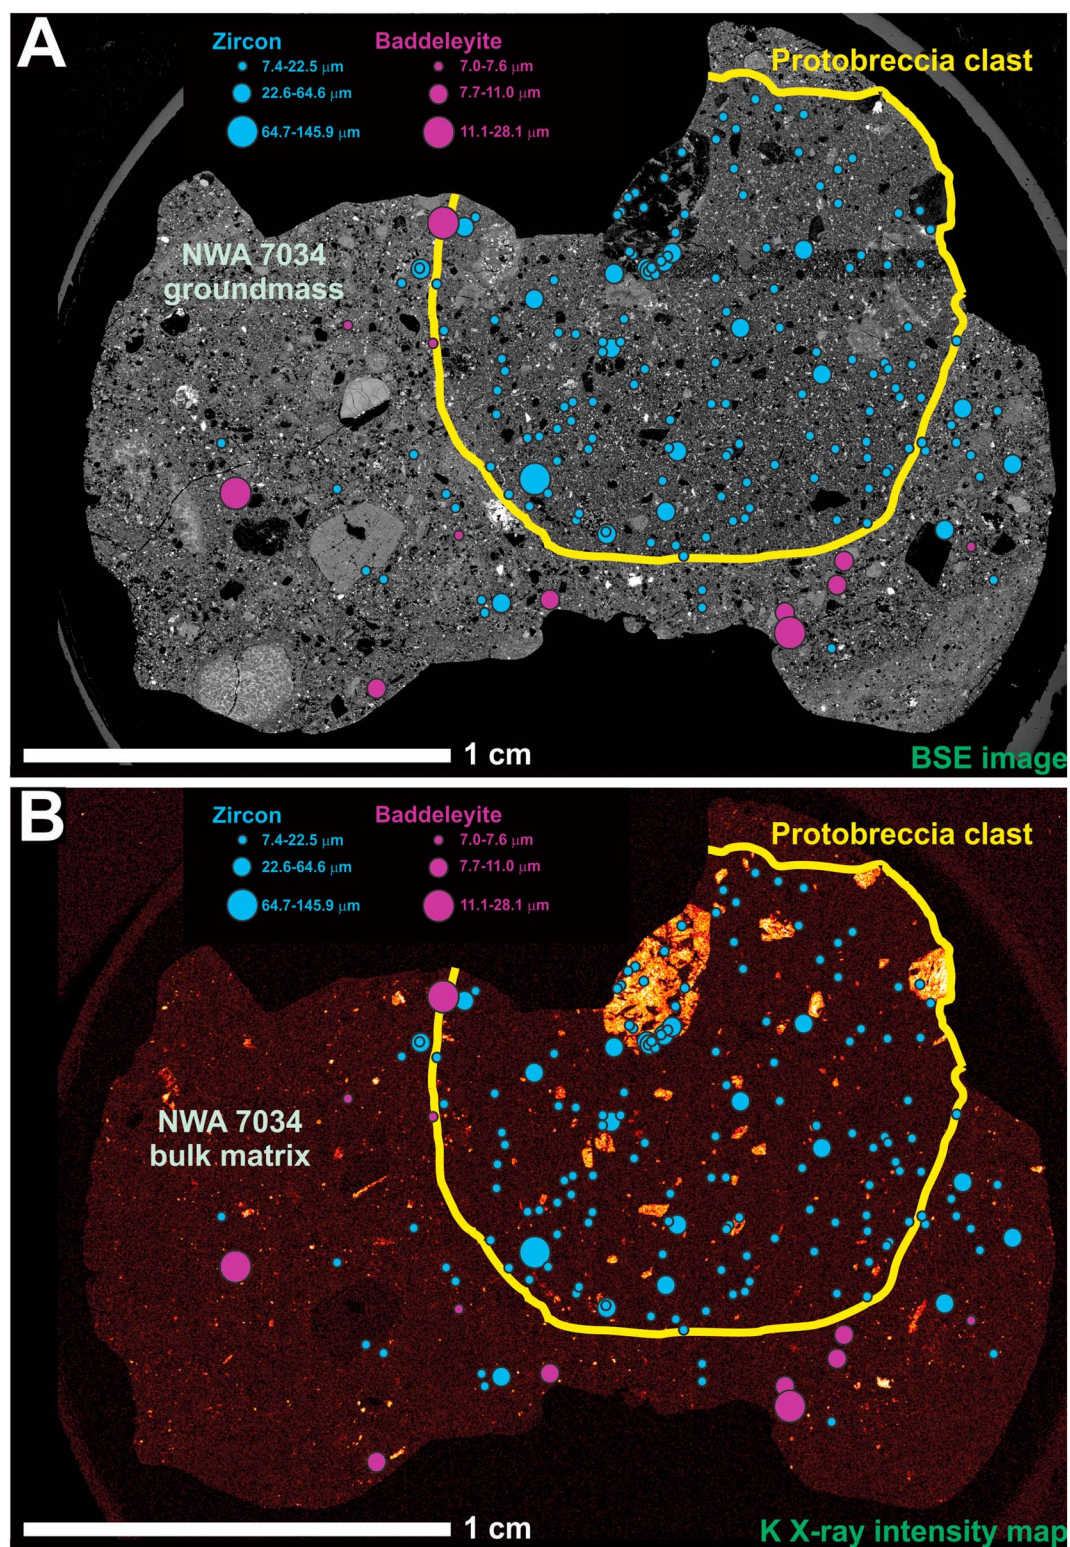 A
Zircon
7.4-22.5 μm
22.6-64.6 μm
64.7-145.9 μm
Baddeleyite
7.0-7.6 μm
7.7-11.0 μm
11.1-28.1 μm
Protobreccia clast
NWA 7034
groundmass
1 cm
BSE image
B
Zircon
7.4-22.5 μm
22.6-64.6 μm
64.7-145.9 μm
Baddeleyite
7.0-7.6 μm
7.7-11.0 μm
11.1-28.1 μm
Protobreccia clast
NWA 7034
bulk matrix
1 cm
K X-ray intensity map